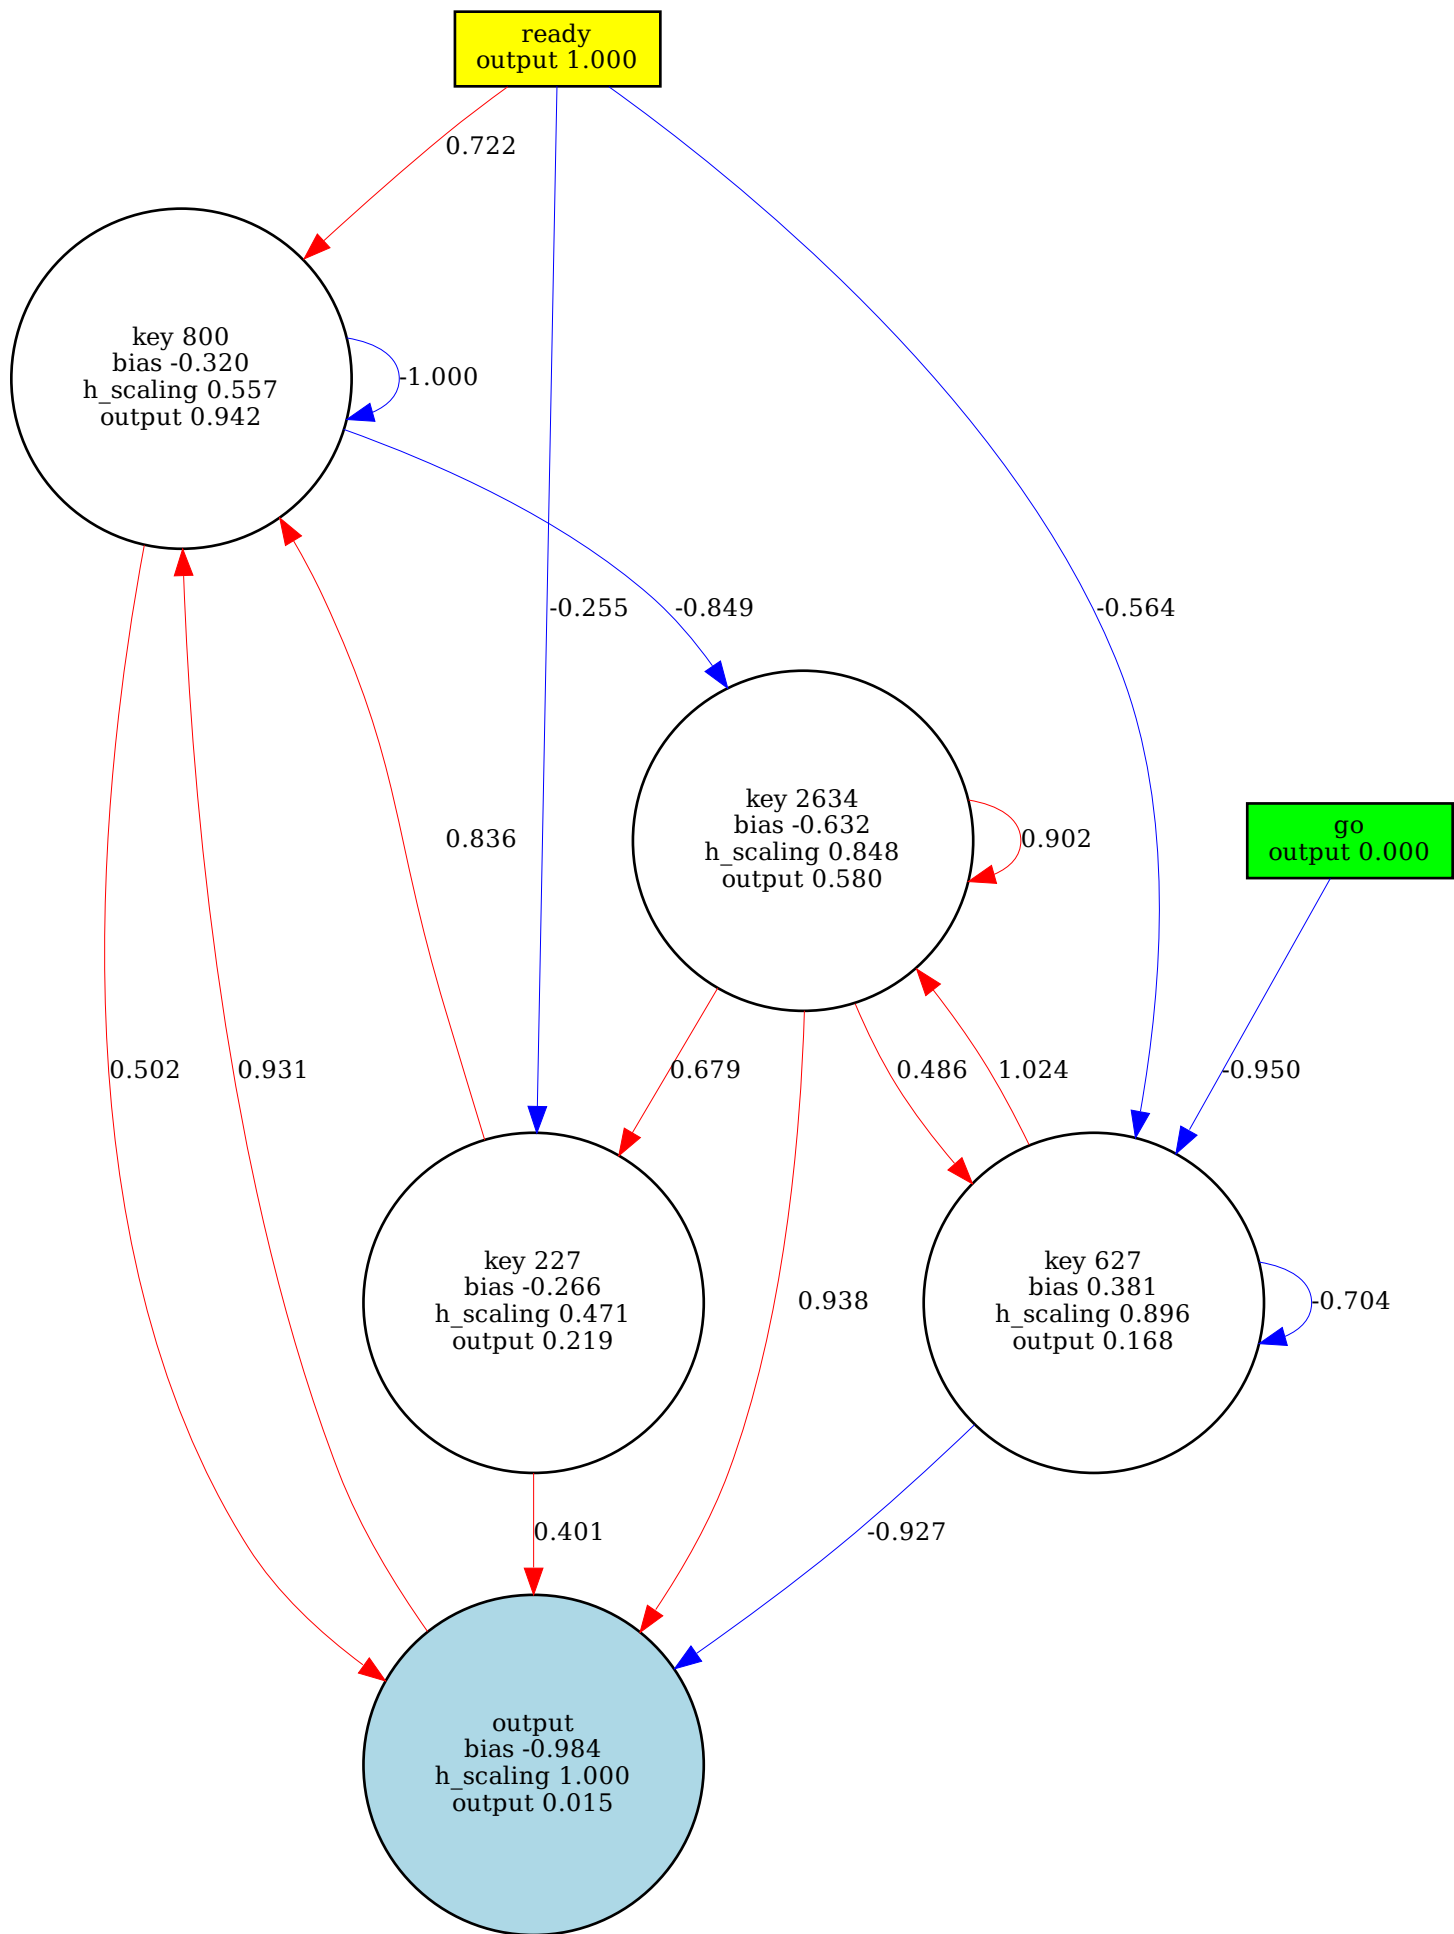 ready
output 1.000
0.722
key 800
bias -0.320
h_scaling 0.557
output 0.942
-1.000
-0.255
-0.849
-0.564
key 2634
bias -0.632
h_scaling 0.848
output 0.580
0.836
0.902
go
output 0.000
0.502
0.931
0.679
0.486
1.024
-0.950
key 227
bias -0.266
h_scaling 0.471
output 0.219
0.938
key 627
bias 0.381
h_scaling 0.896
output 0.168
-0.704
0.401
-0.927
output
bias -0.984
h_scaling 1.000
output 0.015